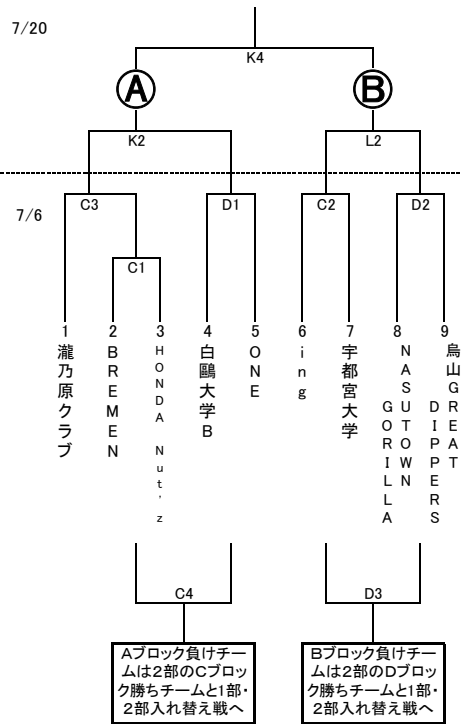 7/20
K4
A
B
K2
L2
7/6
C3
D1
C2
D2
C1
1
瀧乃原クラブ
2
BREMEN
3
HONDA Nut'z
4
白鷗大学B
5
ONE
6
ing
7
宇都宮大学
8
NASUTOWN
GORILLA
9
烏山GREAT
DIPPERS
C4
D3
Aブロック負けチー
ムは2部のCブロッ
ク勝ちチームと1部・
2部入れ替え戦へ
Bブロック負けチー
ムは2部のDブロッ
ク勝ちチームと1部・
2部入れ替え戦へ